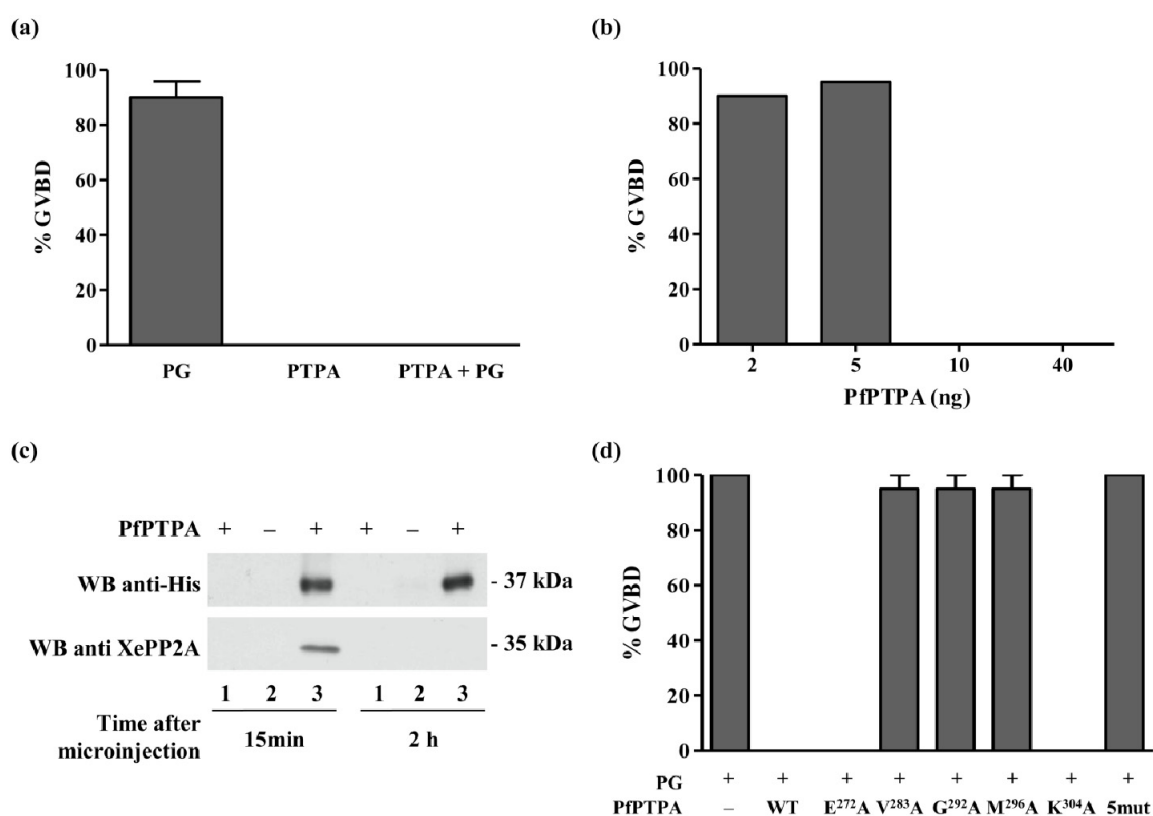 (a)
% GVBD
100
80
60
40
20
0
PG PTPA PTPA + PG
(b)
% GVBD
100
80
60
40
20
0
2 5 10 40
PfPTPA (ng)
(c)
PfPTPA + – + + – +
WB anti-His - 37 kDa
WB anti XePP2A - 35 kDa
1 2 3 1 2 3
Time after
microinjection
15min 2 h
(d)
% GVBD
100
80
60
40
20
0
PG + + + + + + + +
PfPTPA – WT E²⁷²A V²⁸³A G²⁹²A M²⁹⁶A K³⁰⁴A 5mut